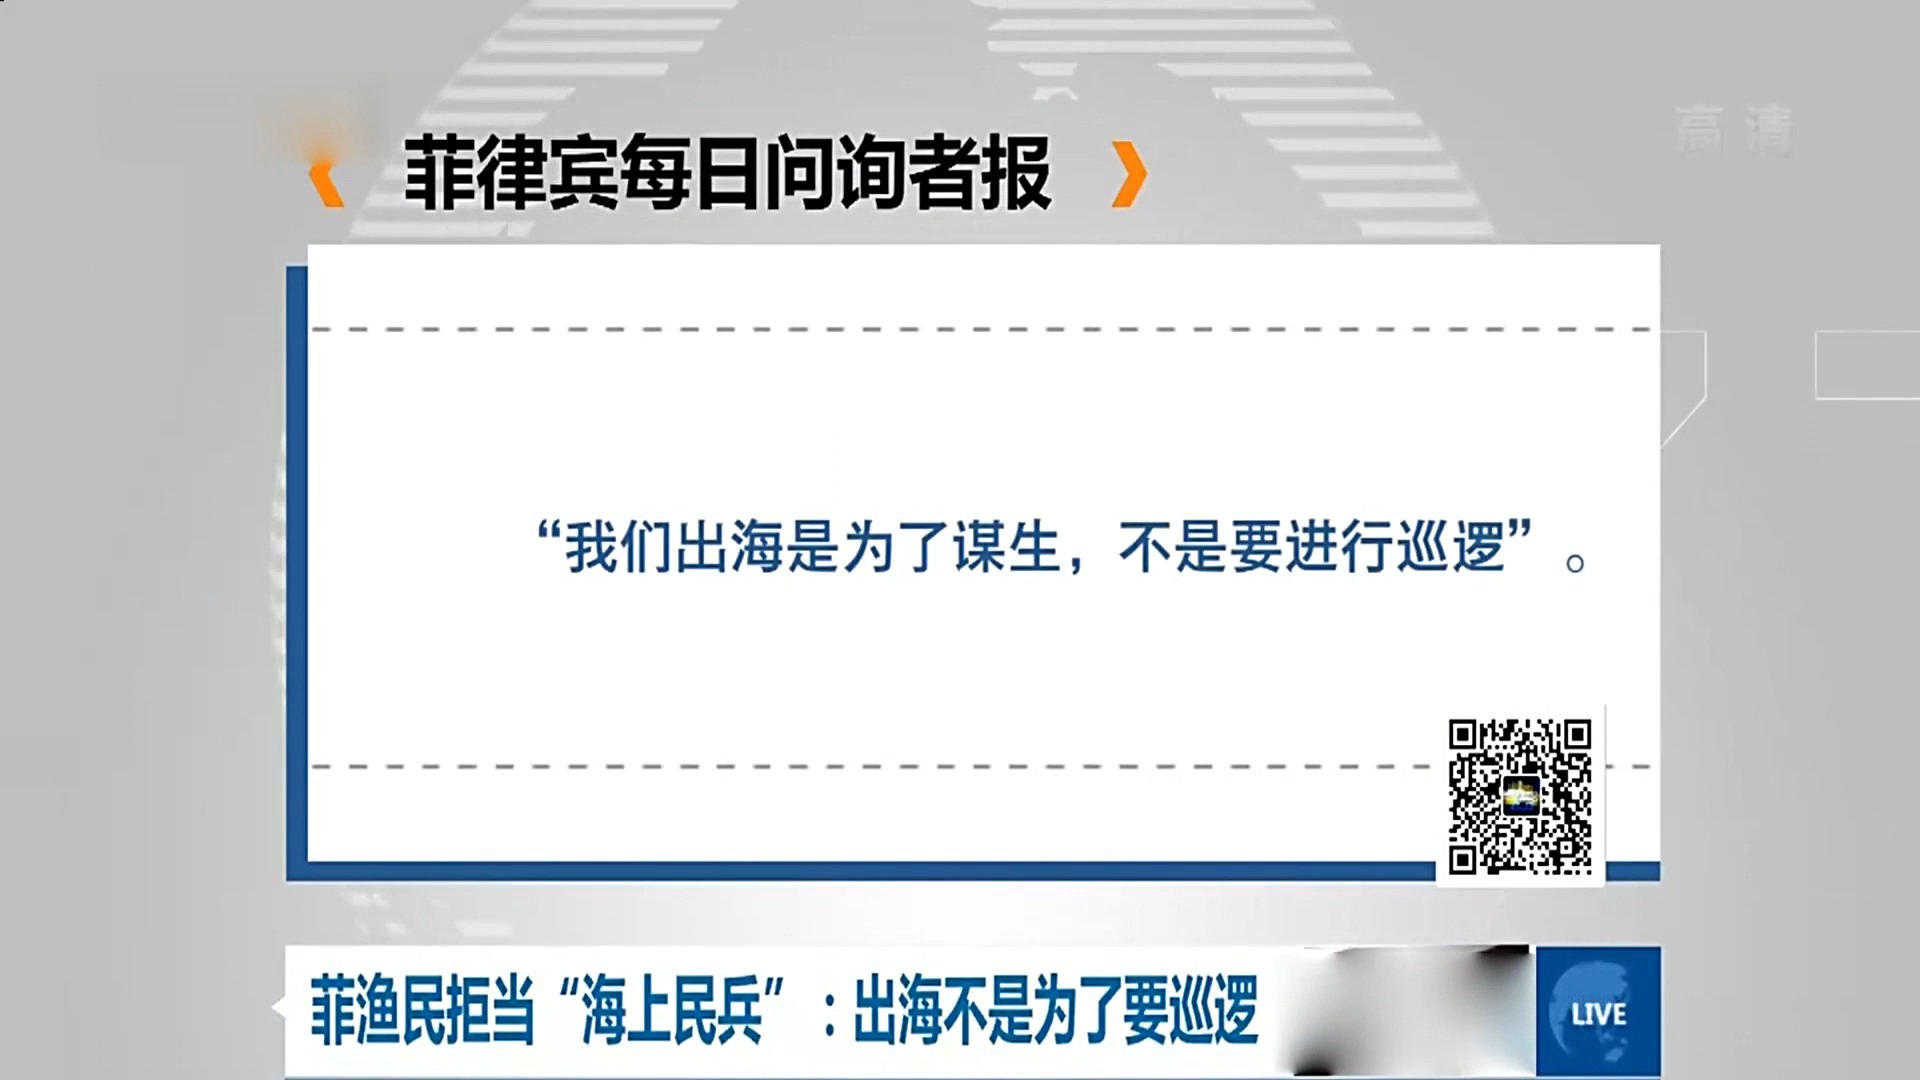 高清
菲律宾每日问询者报
“我们出海是为了谋生，不是要进行巡逻”。
菲渔民拒当“海上民兵”：出海不是为了要巡逻
LIVE